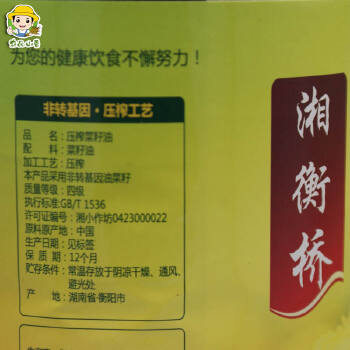 为您的健康饮食不懈努力！
非转基因·压榨工艺
品　名：压榨菜籽油
配　料：菜籽油
加工工艺：压榨
本产品采用非转基因油菜籽
质量等级：四级
执行标准:GB/T 1536
许可证编号：湘小作坊0423000022
原料原产地：中国
生产日期：见标签
保 质 期：12个月
贮存条件：常温存放于阴凉干燥、通风、
避光处
产　地：湖南省·衡阳市
湘衡桥